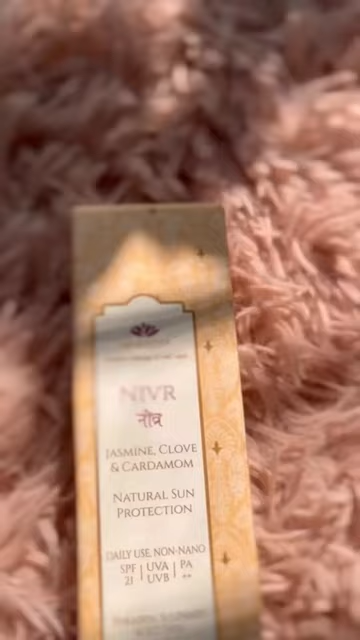 NIVR
नीव्र
JASMINE, CLOVE
& CARDAMOM
NATURAL SUN
PROTECTION
DAILY USE, NON-NANO
SPF | UVA | PA
21 | UVB | ++